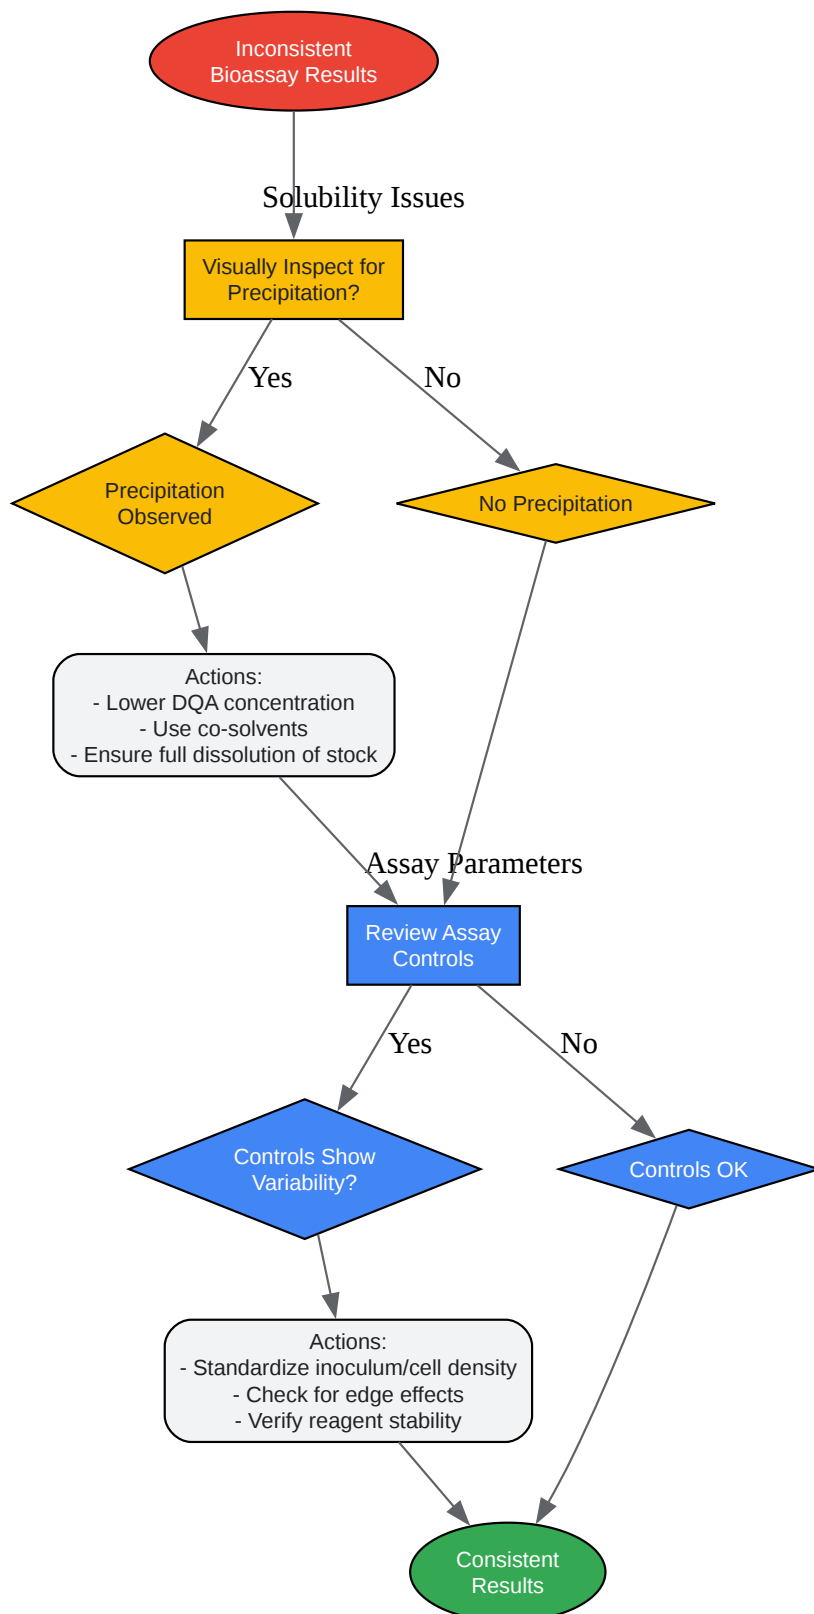 Inconsistent
Bioassay Results
Solubility Issues
Visually Inspect for
Precipitation?
Yes
No
Precipitation
Observed
No Precipitation
Actions:
- Lower DQA concentration
- Use co-solvents
- Ensure full dissolution of stock
Assay Parameters
Review Assay
Controls
Yes
No
Controls Show
Variability?
Controls OK
Actions:
- Standardize inoculum/cell density
- Check for edge effects
- Verify reagent stability
Consistent
Results